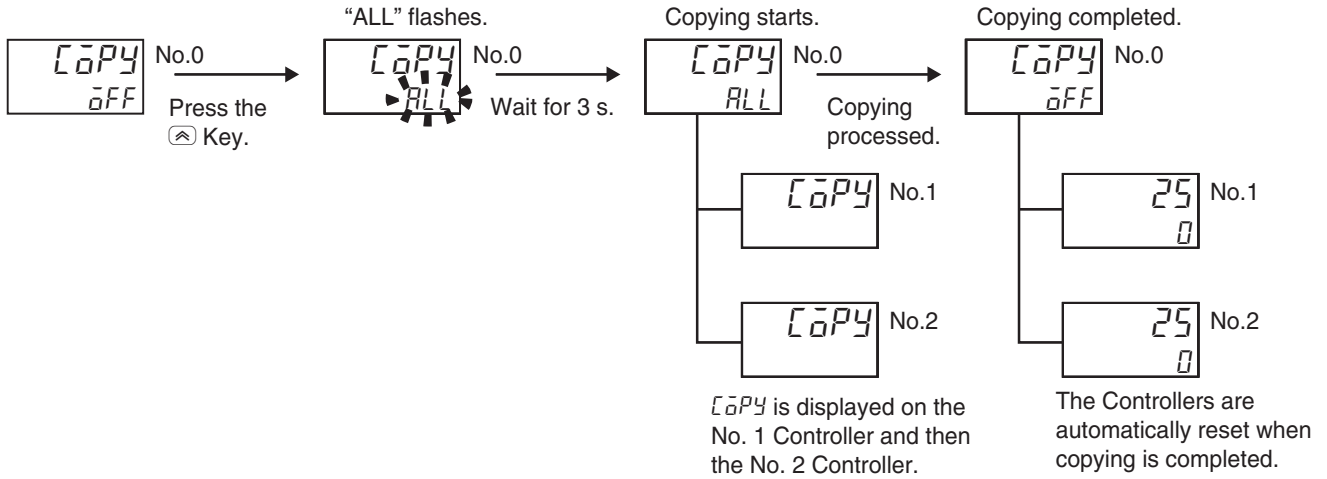 “ALL” flashes.
Copying starts.
Copying completed.
CoPY
oFF
No.0
Press the
Key.
CoPY
ALL
No.0
Wait for 3 s.
CoPY
ALL
No.0
Copying
processed.
CoPY
oFF
No.0
CoPY
No.1
25
0
No.1
CoPY
No.2
25
0
No.2
CoPY is displayed on the
No. 1 Controller and then
the No. 2 Controller.
The Controllers are
automatically reset when
copying is completed.